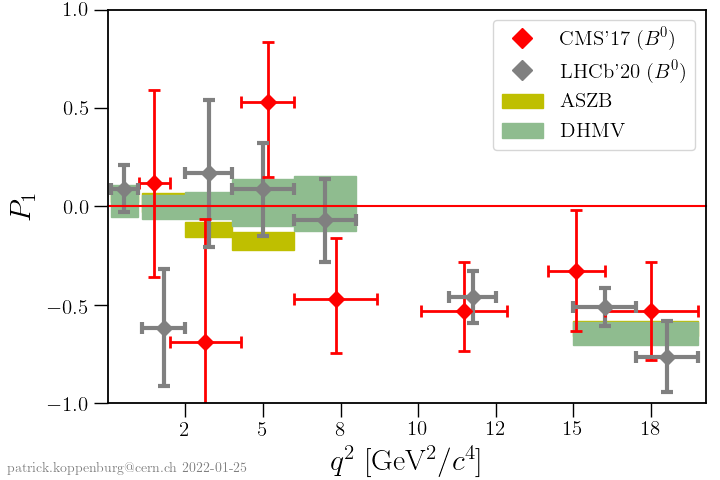 1.0
0.5
0.0
−0.5
−1.0
P₁
CMS'17 (B⁰)
LHCb'20 (B⁰)
ASZB
DHMV
2 5 8 10 12 15 18
q² [GeV²/c⁴]
patrick.koppenburg@cern.ch 2022-01-25